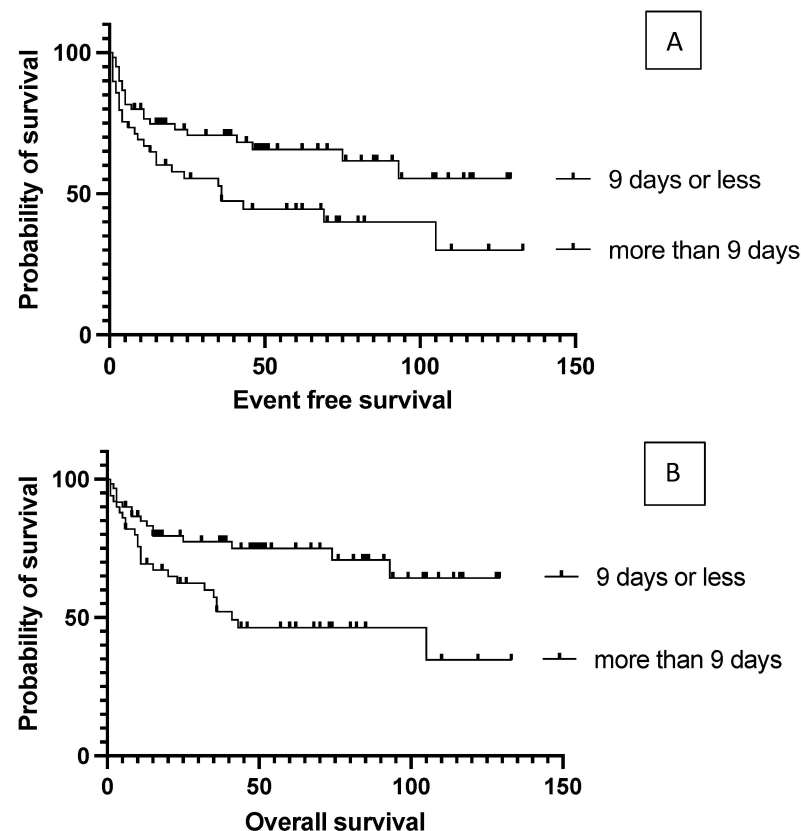 A
Probability of survival
100
50
0
0 50 100 150
Event free survival
9 days or less
more than 9 days
B
Probability of survival
100
50
0
0 50 100 150
Overall survival
9 days or less
more than 9 days